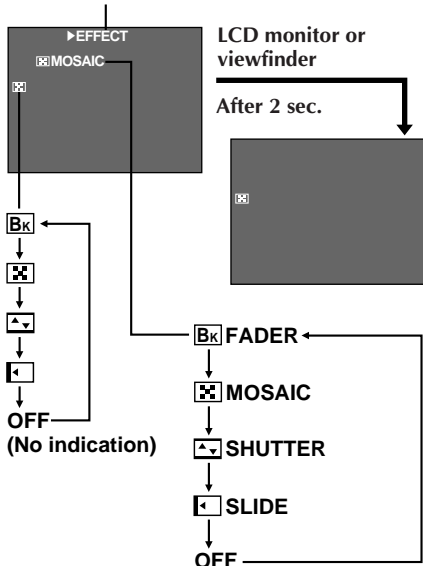 ▶EFFECT
MOSAIC
LCD monitor or
viewfinder
After 2 sec.
BK
OFF
(No indication)
BK FADER
MOSAIC
SHUTTER
SLIDE
OFF